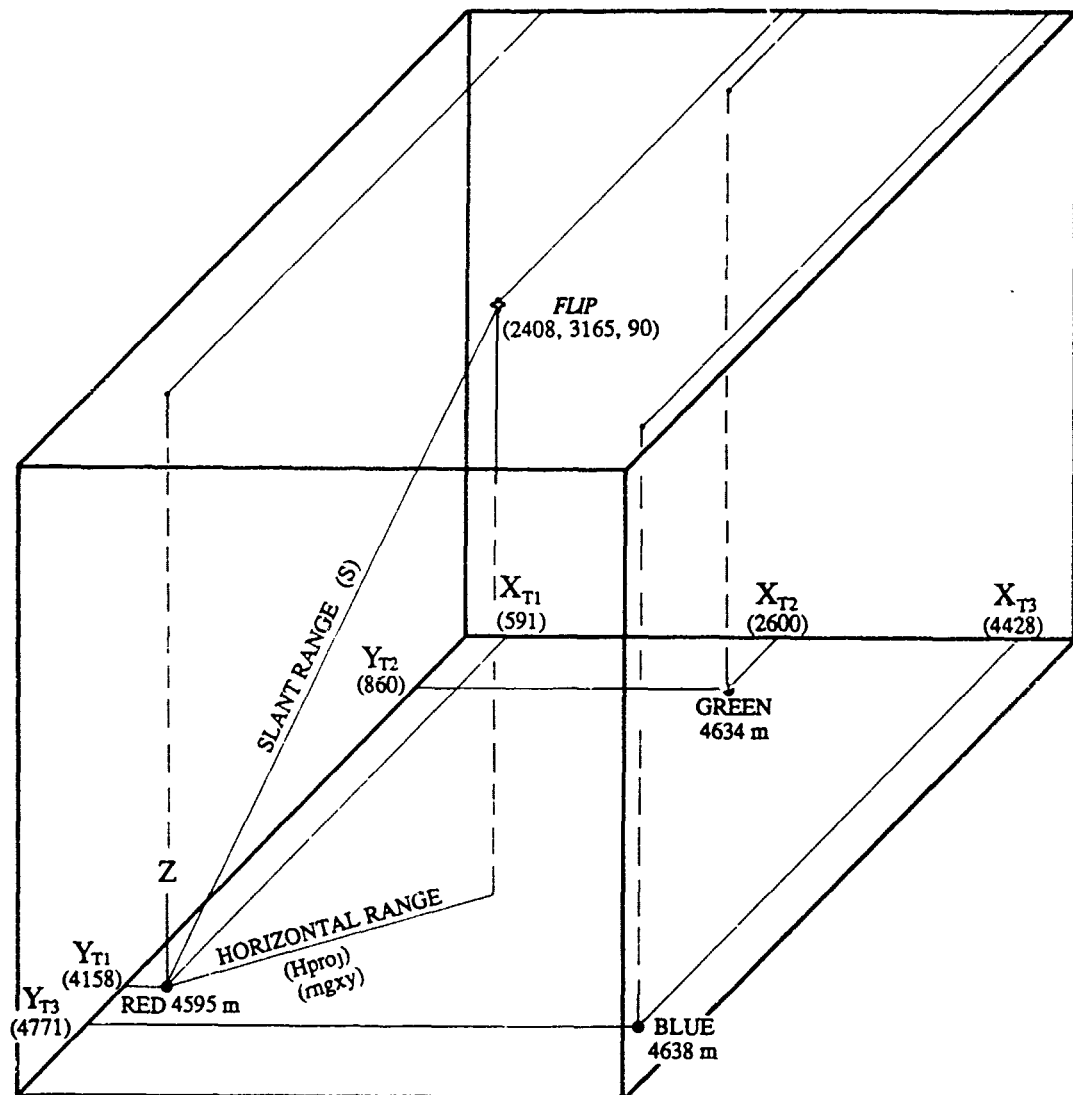 FLIP
(2408, 3165, 90)
SLANT RANGE (S)
X_T1
(591)
X_T2
(2600)
X_T3
(4428)
Y_T2
(860)
GREEN
4634 m
Z
HORIZONTAL RANGE
(Hproj)
(rngxy)
Y_T1
(4158)
RED 4595 m
Y_T3
(4771)
BLUE
4638 m